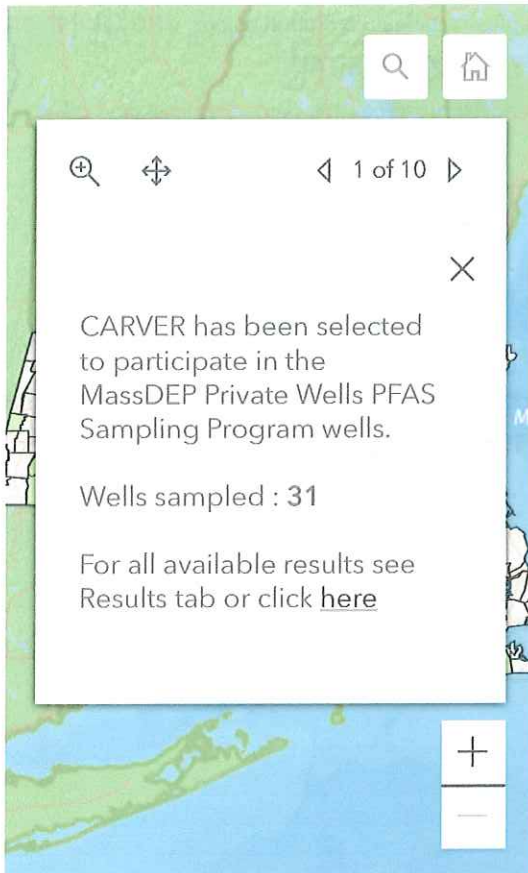 1 of 10
CARVER has been selected
to participate in the
MassDEP Private Wells PFAS
Sampling Program wells.
Wells sampled : 31
For all available results see
Results tab or click here
M